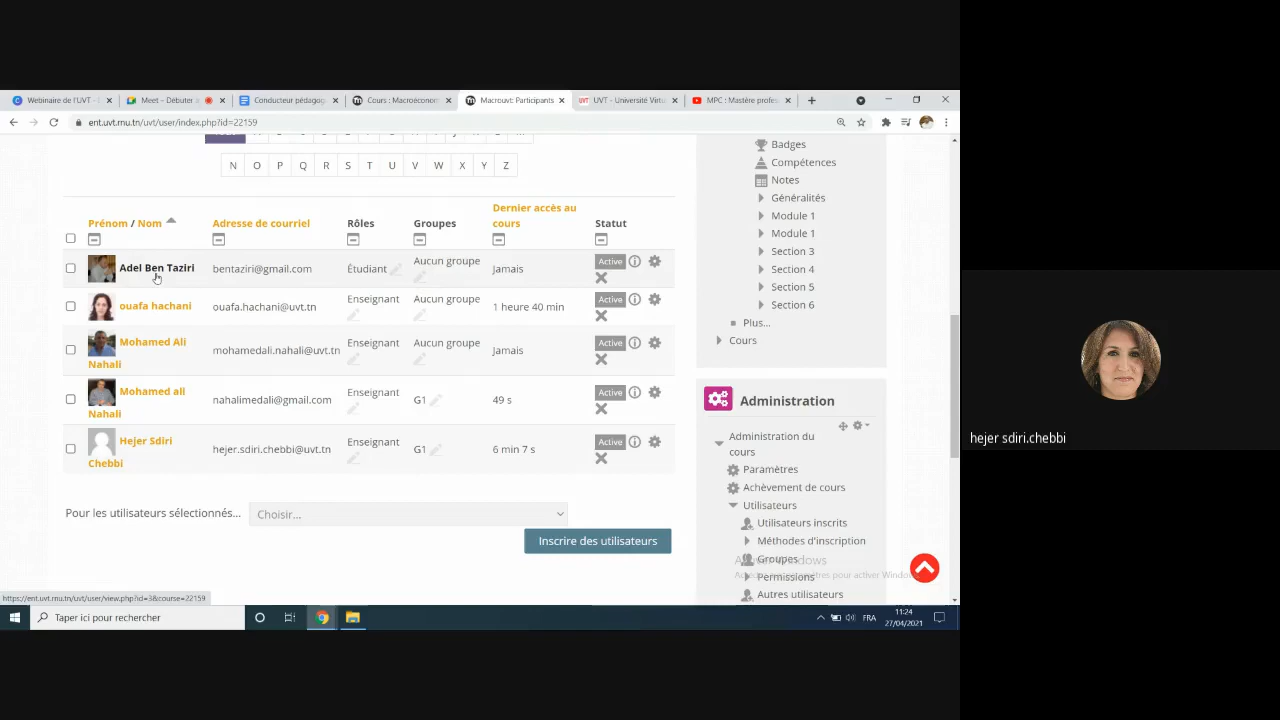 Webinaire de l'UVT -
Meet – Débuter
Conducteur pédagog
Cours : Macroéconom
Macrouvt: Participants
UVT - Université Virtu
MPC : Mastère profes
ent.uvt.rnu.tn/uvt/user/index.php?id=22159
N O P Q R S T U V W X Y Z
Prénom / Nom
Adresse de courriel
Rôles
Groupes
Dernier accès au
cours
Statut
Adel Ben Taziri
bentaziri@gmail.com
Étudiant
Aucun groupe
Jamais
Active
ouafa hachani
ouafa.hachani@uvt.tn
Enseignant
Aucun groupe
1 heure 40 min
Active
Mohamed Ali
Nahali
mohamedali.nahali@uvt.tn
Enseignant
Aucun groupe
Jamais
Active
Mohamed ali
Nahali
nahalimedali@gmail.com
Enseignant
G1
49 s
Active
Hejer Sdiri
Chebbi
hejer.sdiri.chebbi@uvt.tn
Enseignant
G1
6 min 7 s
Active
Pour les utilisateurs sélectionnés...
Choisir...
Inscrire des utilisateurs
Badges
Compétences
Notes
Généralités
Module 1
Module 1
Section 3
Section 4
Section 5
Section 6
Plus...
Cours
Administration
Administration du
cours
Paramètres
Achèvement de cours
Utilisateurs
Utilisateurs inscrits
Méthodes d'inscription
Groupes
Permissions
Autres utilisateurs
hejer sdiri.chebbi
https://ent.uvt.rnu.tn/uvt/user/view.php?id=3&course=22159
Taper ici pour rechercher
FRA
11:24
27/04/2021